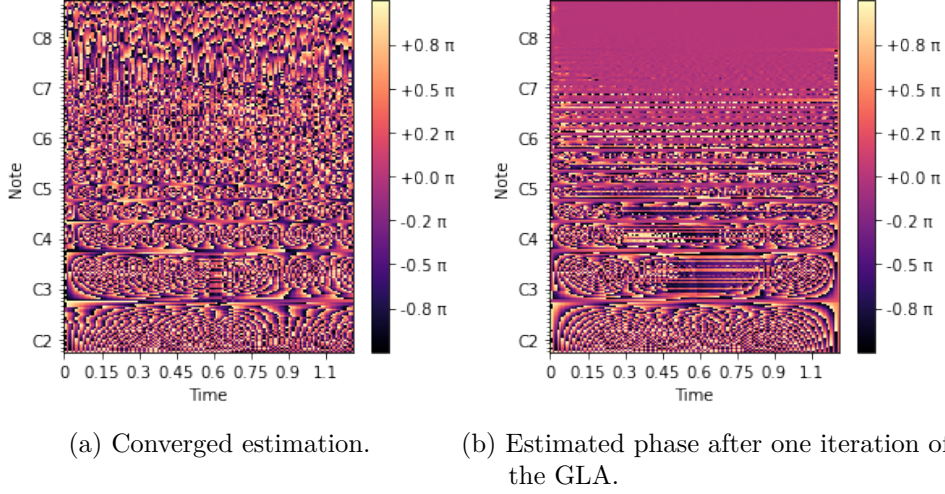 C8
C7
C6
C5
C4
C3
C2
Note
0 0.15 0.3 0.45 0.6 0.75 0.9 1.1
Time
+0.8 π
+0.5 π
+0.2 π
+0.0 π
-0.2 π
-0.5 π
-0.8 π
C8
C7
C6
C5
C4
C3
C2
Note
0 0.15 0.3 0.45 0.6 0.75 0.9 1.1
Time
+0.8 π
+0.5 π
+0.2 π
+0.0 π
-0.2 π
-0.5 π
-0.8 π
(a) Converged estimation.
(b) Estimated phase after one iteration of
the GLA.